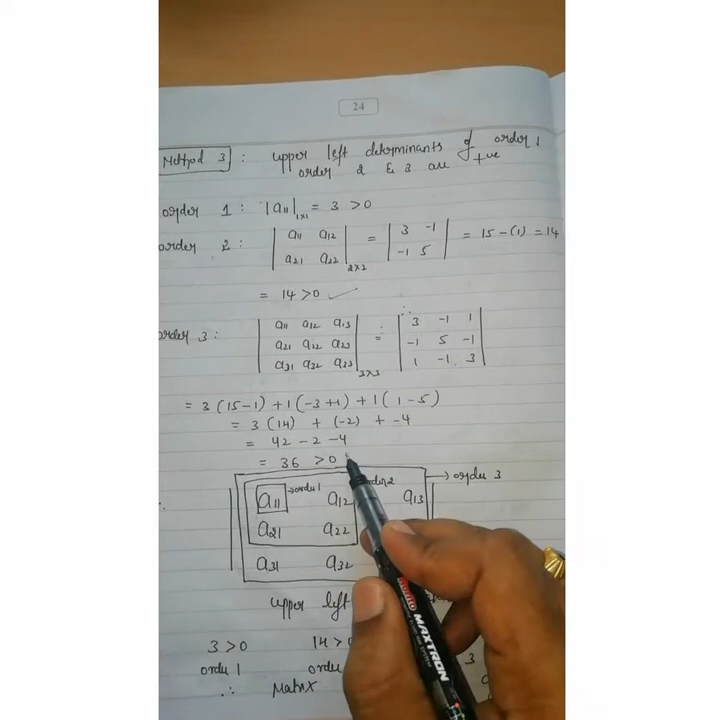 24
Method 3 : upper left determinants of order 1
order 2 & 3 are +ve
order 1 : |a11|1x1 = 3 >0
order 2 : | a11 a12 | = | 3 -1 | = 15 - (1) = 14
| a21 a22 |2x2 | -1 5 |
= 14 >0 ✓
order 3 : | a11 a12 a13 | | 3 -1 1 |
| a21 a12 a23 | = | -1 5 -1 |
| a31 a32 a33 |3x3 | 1 -1 3 |
= 3 (15-1) +1 (-3+1) +1 ( 1-5)
= 3 (14) + (-2) + -4
= 42 - 2 - 4
= 36 >0
→ order 3
a11 → order 1 a12 order 2 a13
a21 a22
a31 a32
upper left
3 >0 14 >0
order 1 order 3
∴ Matrix
MAXTRON